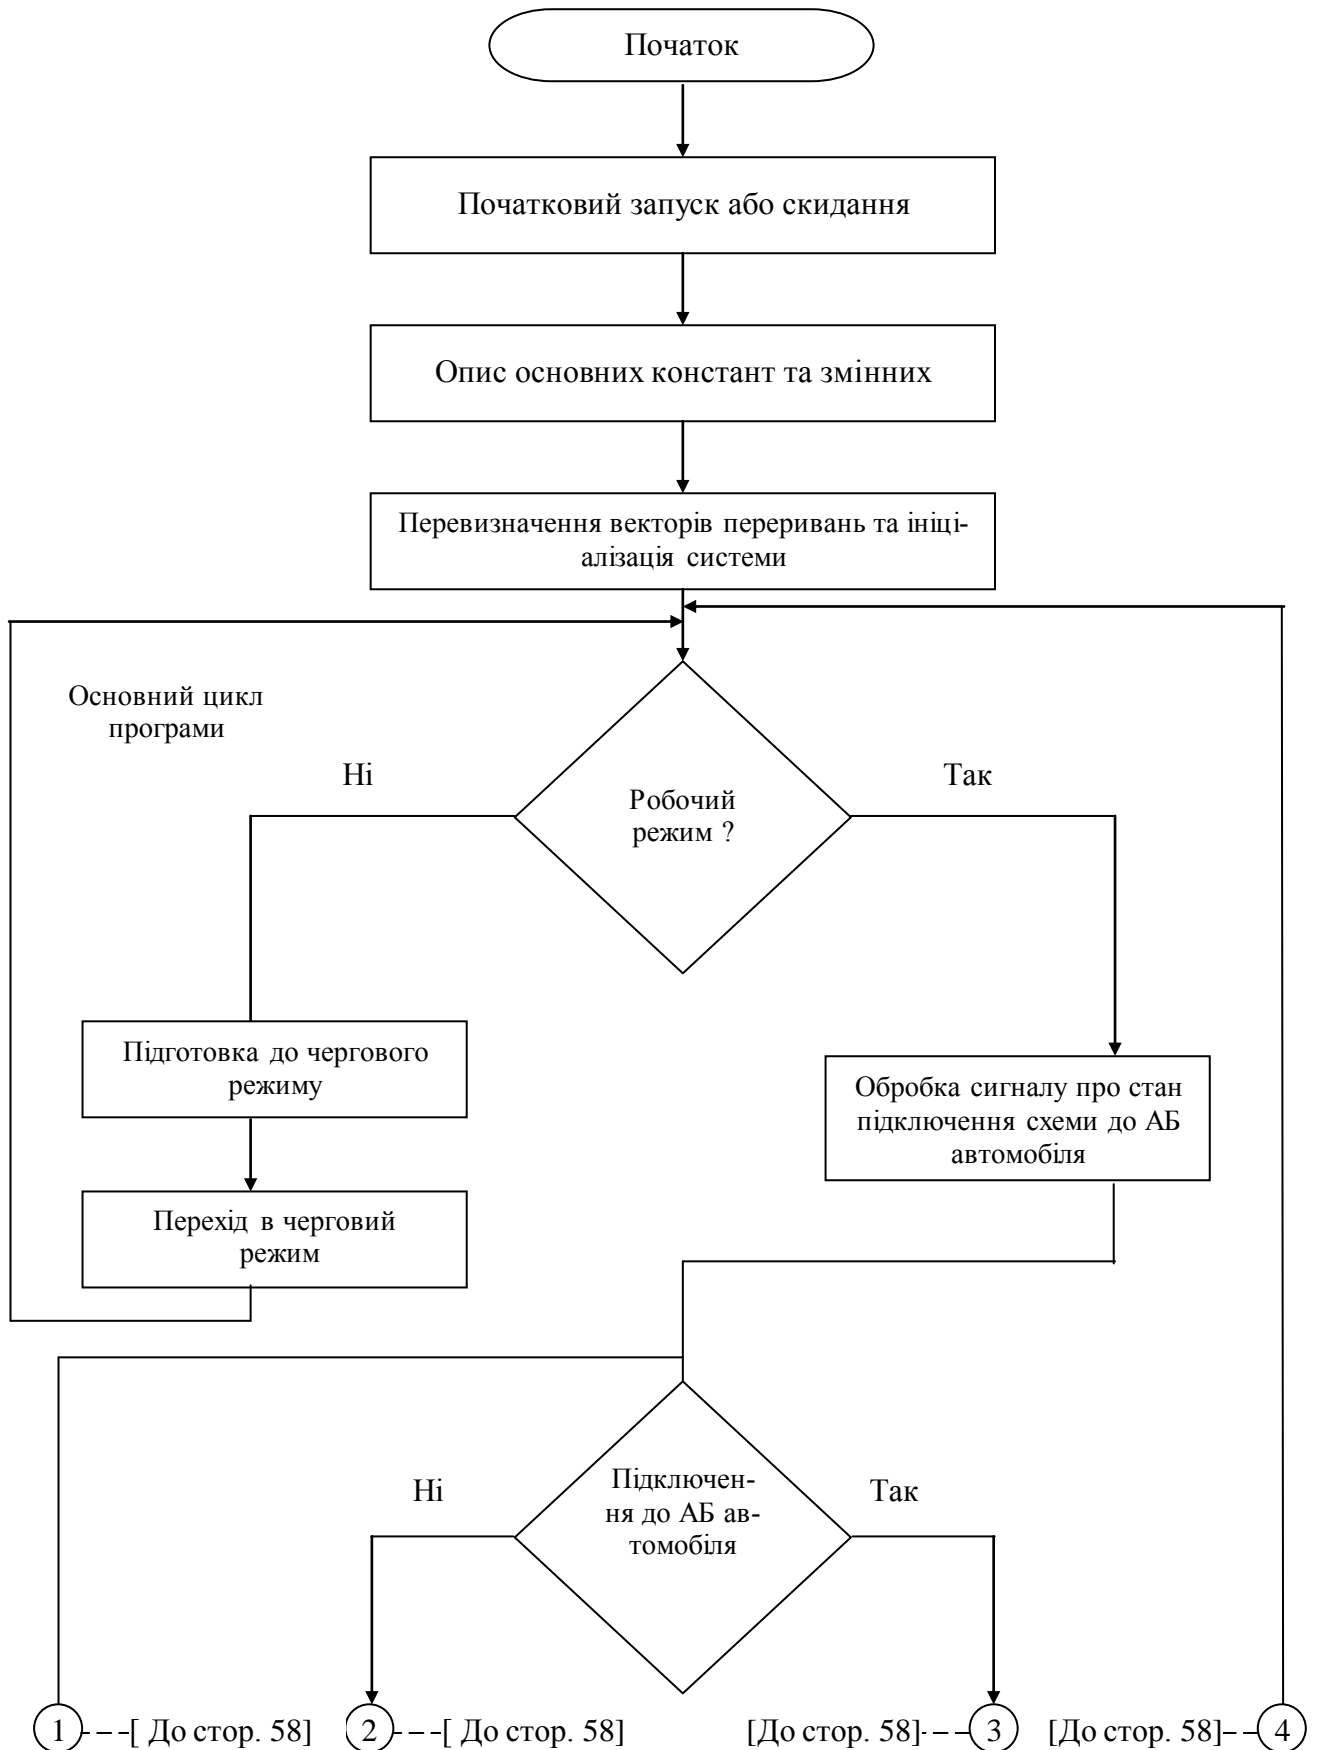 Початок
Початковий запуск або скидання
Опис основних констант та змінних
Перевизначення векторів переривань та ініці-
алізація системи
Основний цикл
програми
Ні
Так
Робочий
режим ?
Підготовка до чергового
режиму
Обробка сигналу про стан
підключення схеми до АБ
автомобіля
Перехід в черговий
режим
Ні
Так
Підключен-
ня до АБ ав-
томобіля
1 [ До стор. 58] 2 [ До стор. 58] [До стор. 58] 3 [До стор. 58] 4